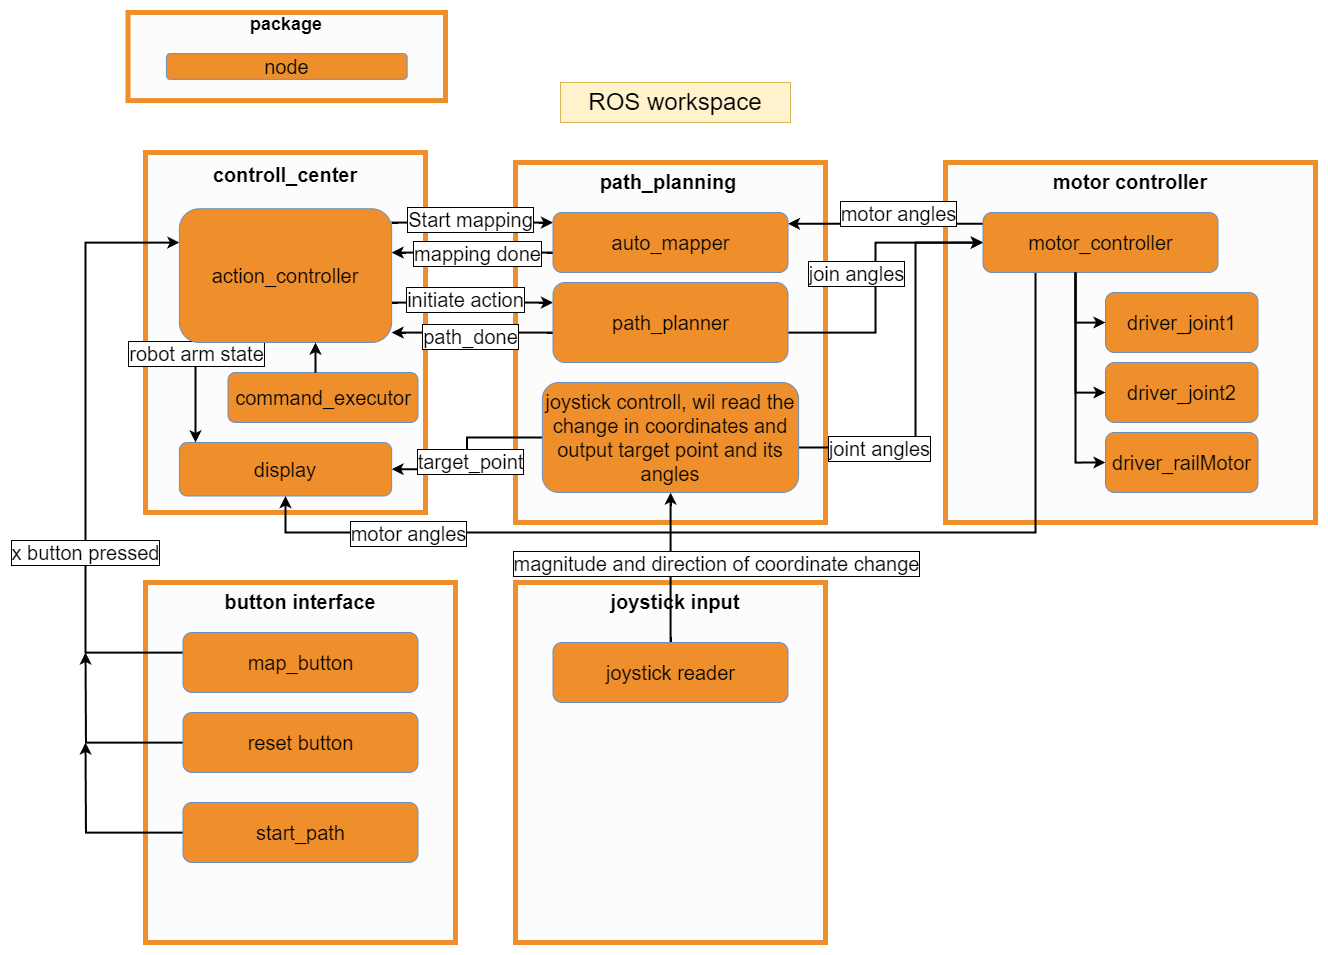 package
node
ROS workspace
controll_center
action_controller
robot arm state
command_executor
display
Start mapping
mapping done
initiate action
path_done
target_point
path_planning
auto_mapper
path_planner
joystick controll, wil read the
change in coordinates and
output target point and its
angles
motor angles
join angles
joint angles
motor controller
motor_controller
driver_joint1
driver_joint2
driver_railMotor
motor angles
x button pressed
magnitude and direction of coordinate change
button interface
map_button
reset button
start_path
joystick input
joystick reader